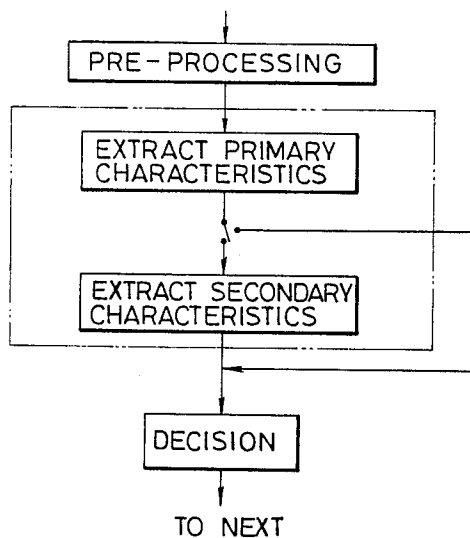 PRE-PROCESSING
EXTRACT PRIMARY
CHARACTERISTICS
EXTRACT SECONDARY
CHARACTERISTICS
DECISION
TO NEXT